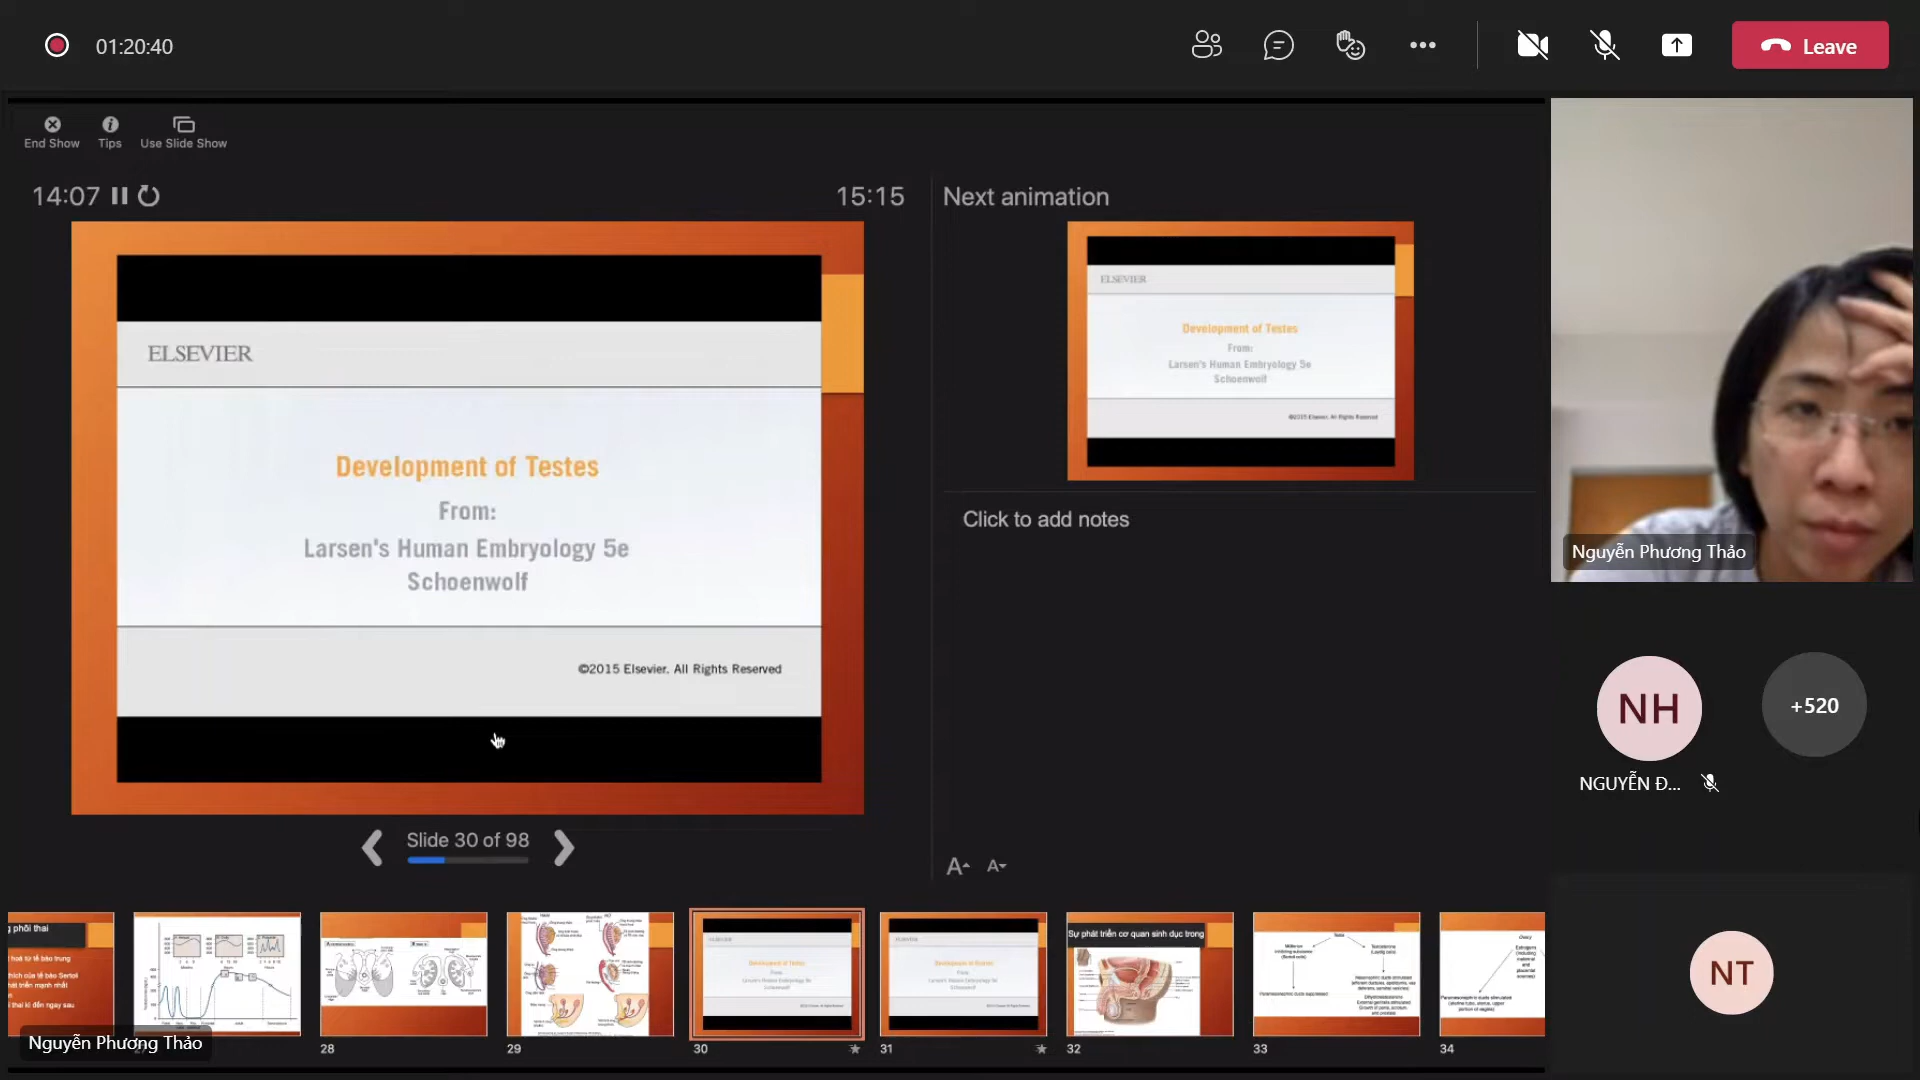 01:20:40
Leave
End Show
Tips
Use Slide Show
14:07
15:15
Next animation
ELSEVIER
Development of Testes
From:
Larsen's Human Embryology 5e
Schoenwolf
©2015 Elsevier. All Rights Reserved
ELSEVIER
Development of Testes
From:
Larsen's Human Embryology 5e
Schoenwolf
©2015 Elsevier. All Rights Reserved
Click to add notes
Nguyễn Phương Thảo
NH
+520
NGUYỄN Đ...
Slide 30 of 98
A
A
NT
g phôi thai
Sự phát triển cơ quan sinh dục trong
Nguyễn Phương Thảo
28
29
30
31
32
33
34